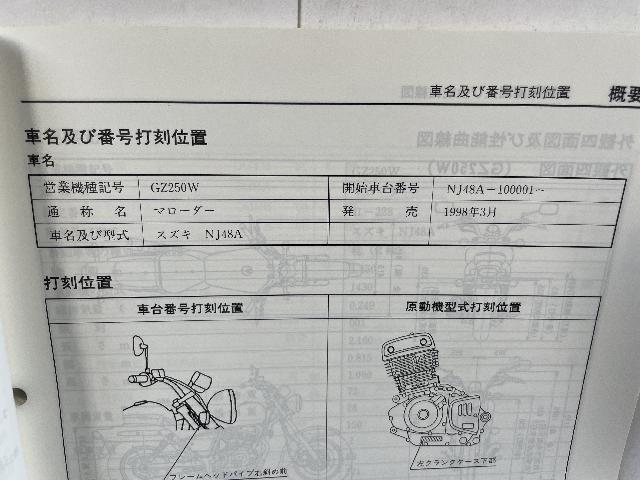 車名及び番号打刻位置 概要
車名及び番号打刻位置
車名
営業機種記号 GZ250W 開始車台番号 NJ48A－100001～
通称名 マローダー 発売 1998年3月
車名及び型式 スズキ NJ48A
打刻位置
車台番号打刻位置 原動機型式打刻位置
フレームヘッドパイプ右側の前 左クランクケース下部